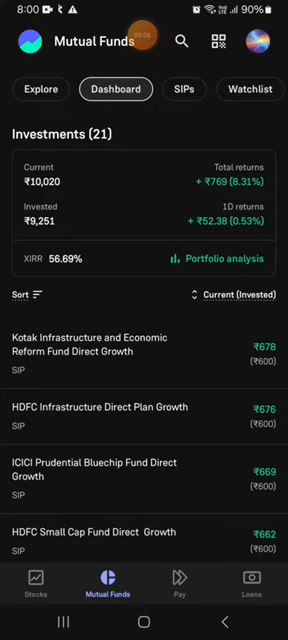 8:00
90%
Mutual Funds
00:06
Explore
Dashboard
SIPs
Watchlist
Investments (21)
Current
Total returns
₹10,020
+ ₹769 (8.31%)
Invested
1D returns
₹9,251
+ ₹52.38 (0.53%)
XIRR 56.69%
Portfolio analysis
Sort
Current (Invested)
Kotak Infrastructure and Economic
Reform Fund Direct Growth
₹678
(₹600)
SIP
HDFC Infrastructure Direct Plan Growth
₹676
(₹600)
SIP
ICICI Prudential Bluechip Fund Direct
Growth
₹669
(₹600)
SIP
HDFC Small Cap Fund Direct Growth
₹662
(₹600)
SIP
Stocks
Mutual Funds
Pay
Loans